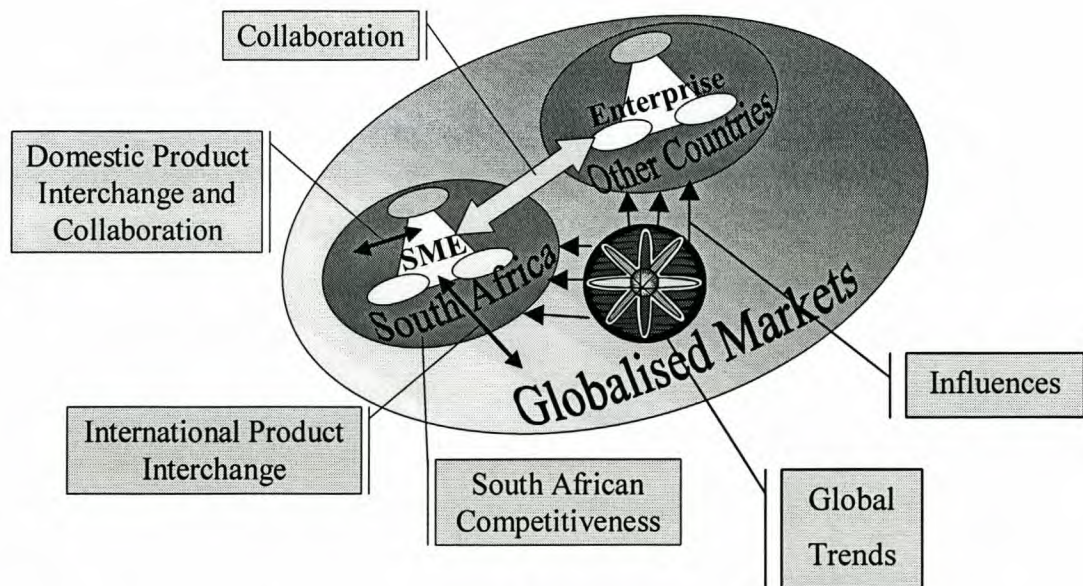 Collaboration
Enterprise
Other Countries
Domestic Product
Interchange and
Collaboration
SME
South Africa
Globalised Markets
Influences
International Product
Interchange
South African
Competitiveness
Global
Trends